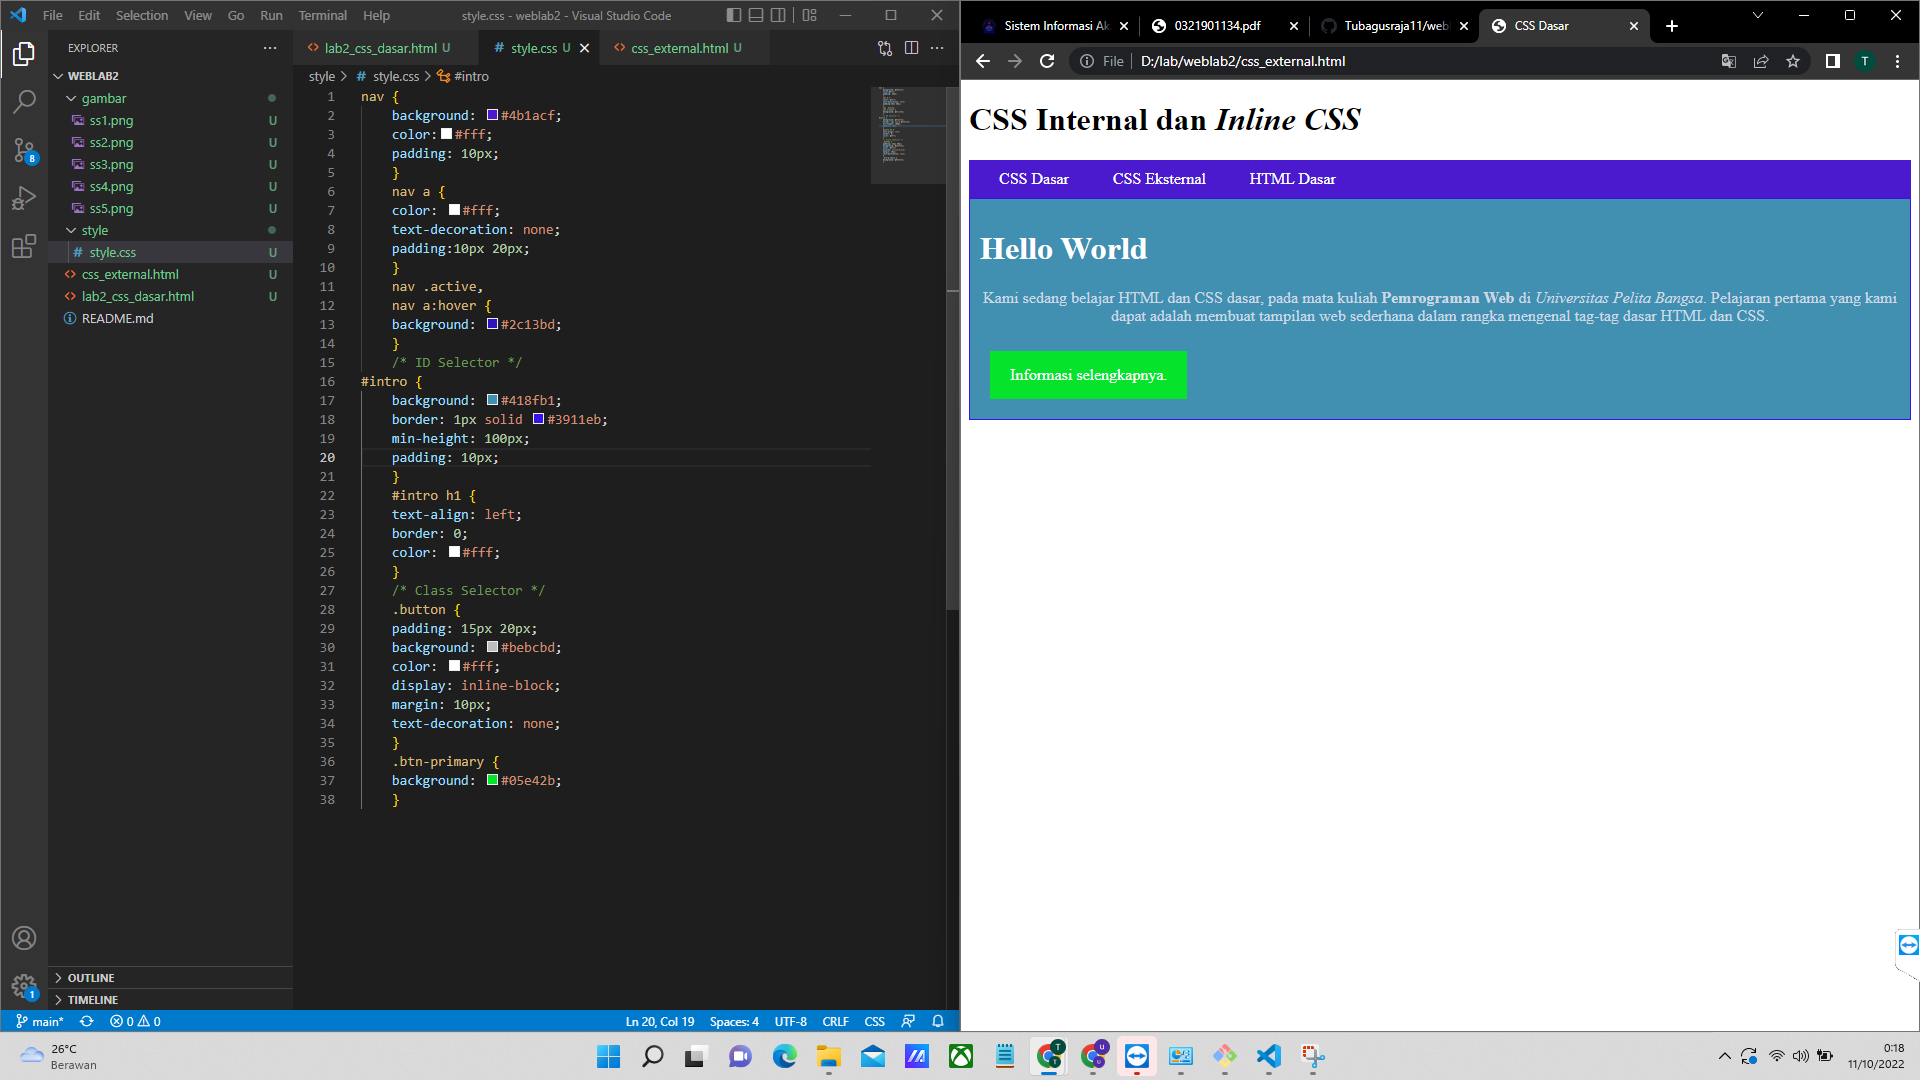 File Edit Selection View Go Run Terminal Help style.css - weblab2 - Visual Studio Code
EXPLORER
WEBLAB2
gambar
ss1.png U
ss2.png U
ss3.png U
ss4.png U
ss5.png U
style
style.css U
css_external.html U
lab2_css_dasar.html U
README.md
OUTLINE
TIMELINE
8
1
lab2_css_dasar.html U style.css U css_external.html U
style > style.css > #intro
1 nav {
2 background: #4b1acf;
3 color: #fff;
4 padding: 10px;
5 }
6 nav a {
7 color: #fff;
8 text-decoration: none;
9 padding:10px 20px;
10 }
11 nav .active,
12 nav a:hover {
13 background: #2c13bd;
14 }
15 /* ID Selector */
16 #intro {
17 background: #418fb1;
18 border: 1px solid #3911eb;
19 min-height: 100px;
20 padding: 10px;
21 }
22 #intro h1 {
23 text-align: left;
24 border: 0;
25 color: #fff;
26 }
27 /* Class Selector */
28 .button {
29 padding: 15px 20px;
30 background: #bebcbd;
31 color: #fff;
32 display: inline-block;
33 margin: 10px;
34 text-decoration: none;
35 }
36 .btn-primary {
37 background: #05e42b;
38 }
main* 0 0 Ln 20, Col 19 Spaces: 4 UTF-8 CRLF CSS
Sistem Informasi Ak 0321901134.pdf Tubagusraja11/web CSS Dasar
File D:/lab/weblab2/css_external.html T
CSS Internal dan Inline CSS
CSS Dasar CSS Eksternal HTML Dasar
Hello World
Kami sedang belajar HTML dan CSS dasar, pada mata kuliah Pemrograman Web di Universitas Pelita Bangsa. Pelajaran pertama yang kami
dapat adalah membuat tampilan web sederhana dalam rangka mengenal tag-tag dasar HTML dan CSS.
Informasi selengkapnya.
26°C
Berawan
0:18
11/10/2022